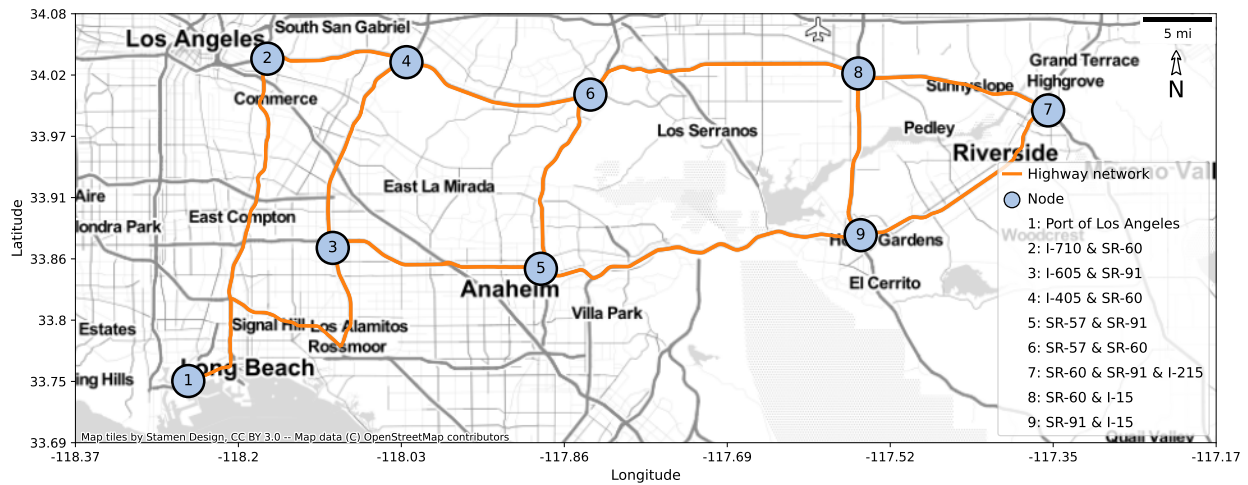 34.08
34.02
33.97
33.91
33.86
33.8
33.75
33.69
Latitude
-118.37
-118.2
-118.03
-117.86
-117.69
-117.52
-117.35
-117.17
Longitude
South San Gabriel
Los Angeles
Commerce
Grand Terrace
Highgrove
Sunnyslope
Los Serranos
Pedley
Riverside
East La Mirada
Aire
East Compton
Gardens
El Cerrito
Woodcrest
Anaheim
Villa Park
Estates
Signal Hill
Los Alamitos
Rossmoor
Long Beach
ing Hills
Quail Valley
2
4
6
8
7
3
5
9
1
5 mi
N
Highway network
Node
1: Port of Los Angeles
2: I-710 & SR-60
3: I-605 & SR-91
4: I-405 & SR-60
5: SR-57 & SR-91
6: SR-57 & SR-60
7: SR-60 & SR-91 & I-215
8: SR-60 & I-15
9: SR-91 & I-15
Map tiles by Stamen Design, CC BY 3.0 -- Map data (C) OpenStreetMap contributors